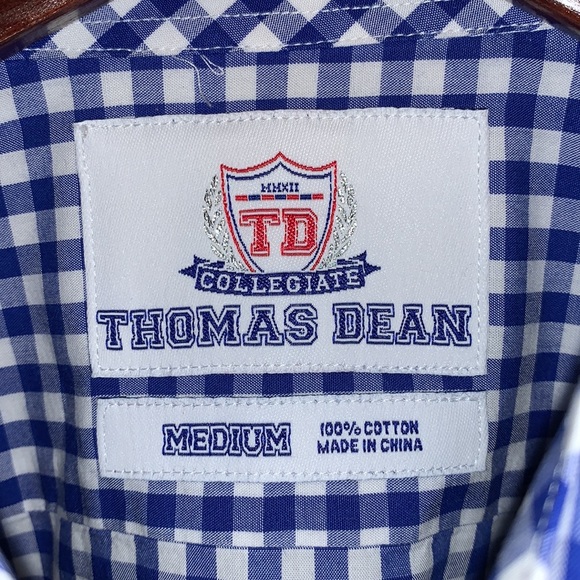 MMXII
TD
COLLEGIATE
THOMAS DEAN
MEDIUM
100% COTTON
MADE IN CHINA